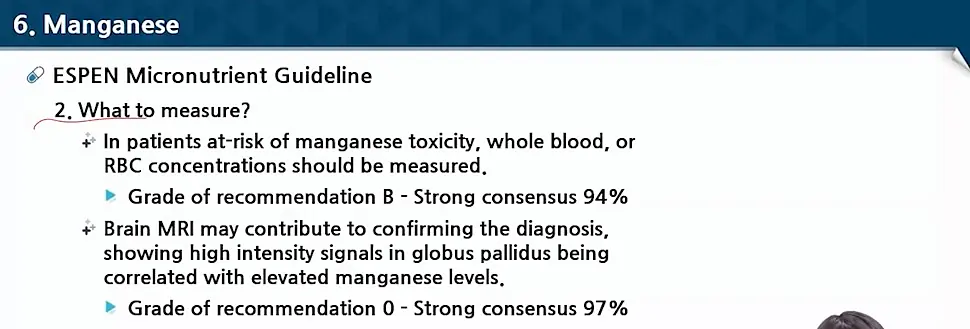 6. Manganese
ESPEN Micronutrient Guideline
2. What to measure?
In patients at-risk of manganese toxicity, whole blood, or
RBC concentrations should be measured.
Grade of recommendation B - Strong consensus 94%
Brain MRI may contribute to confirming the diagnosis,
showing high intensity signals in globus pallidus being
correlated with elevated manganese levels.
Grade of recommendation 0 - Strong consensus 97%